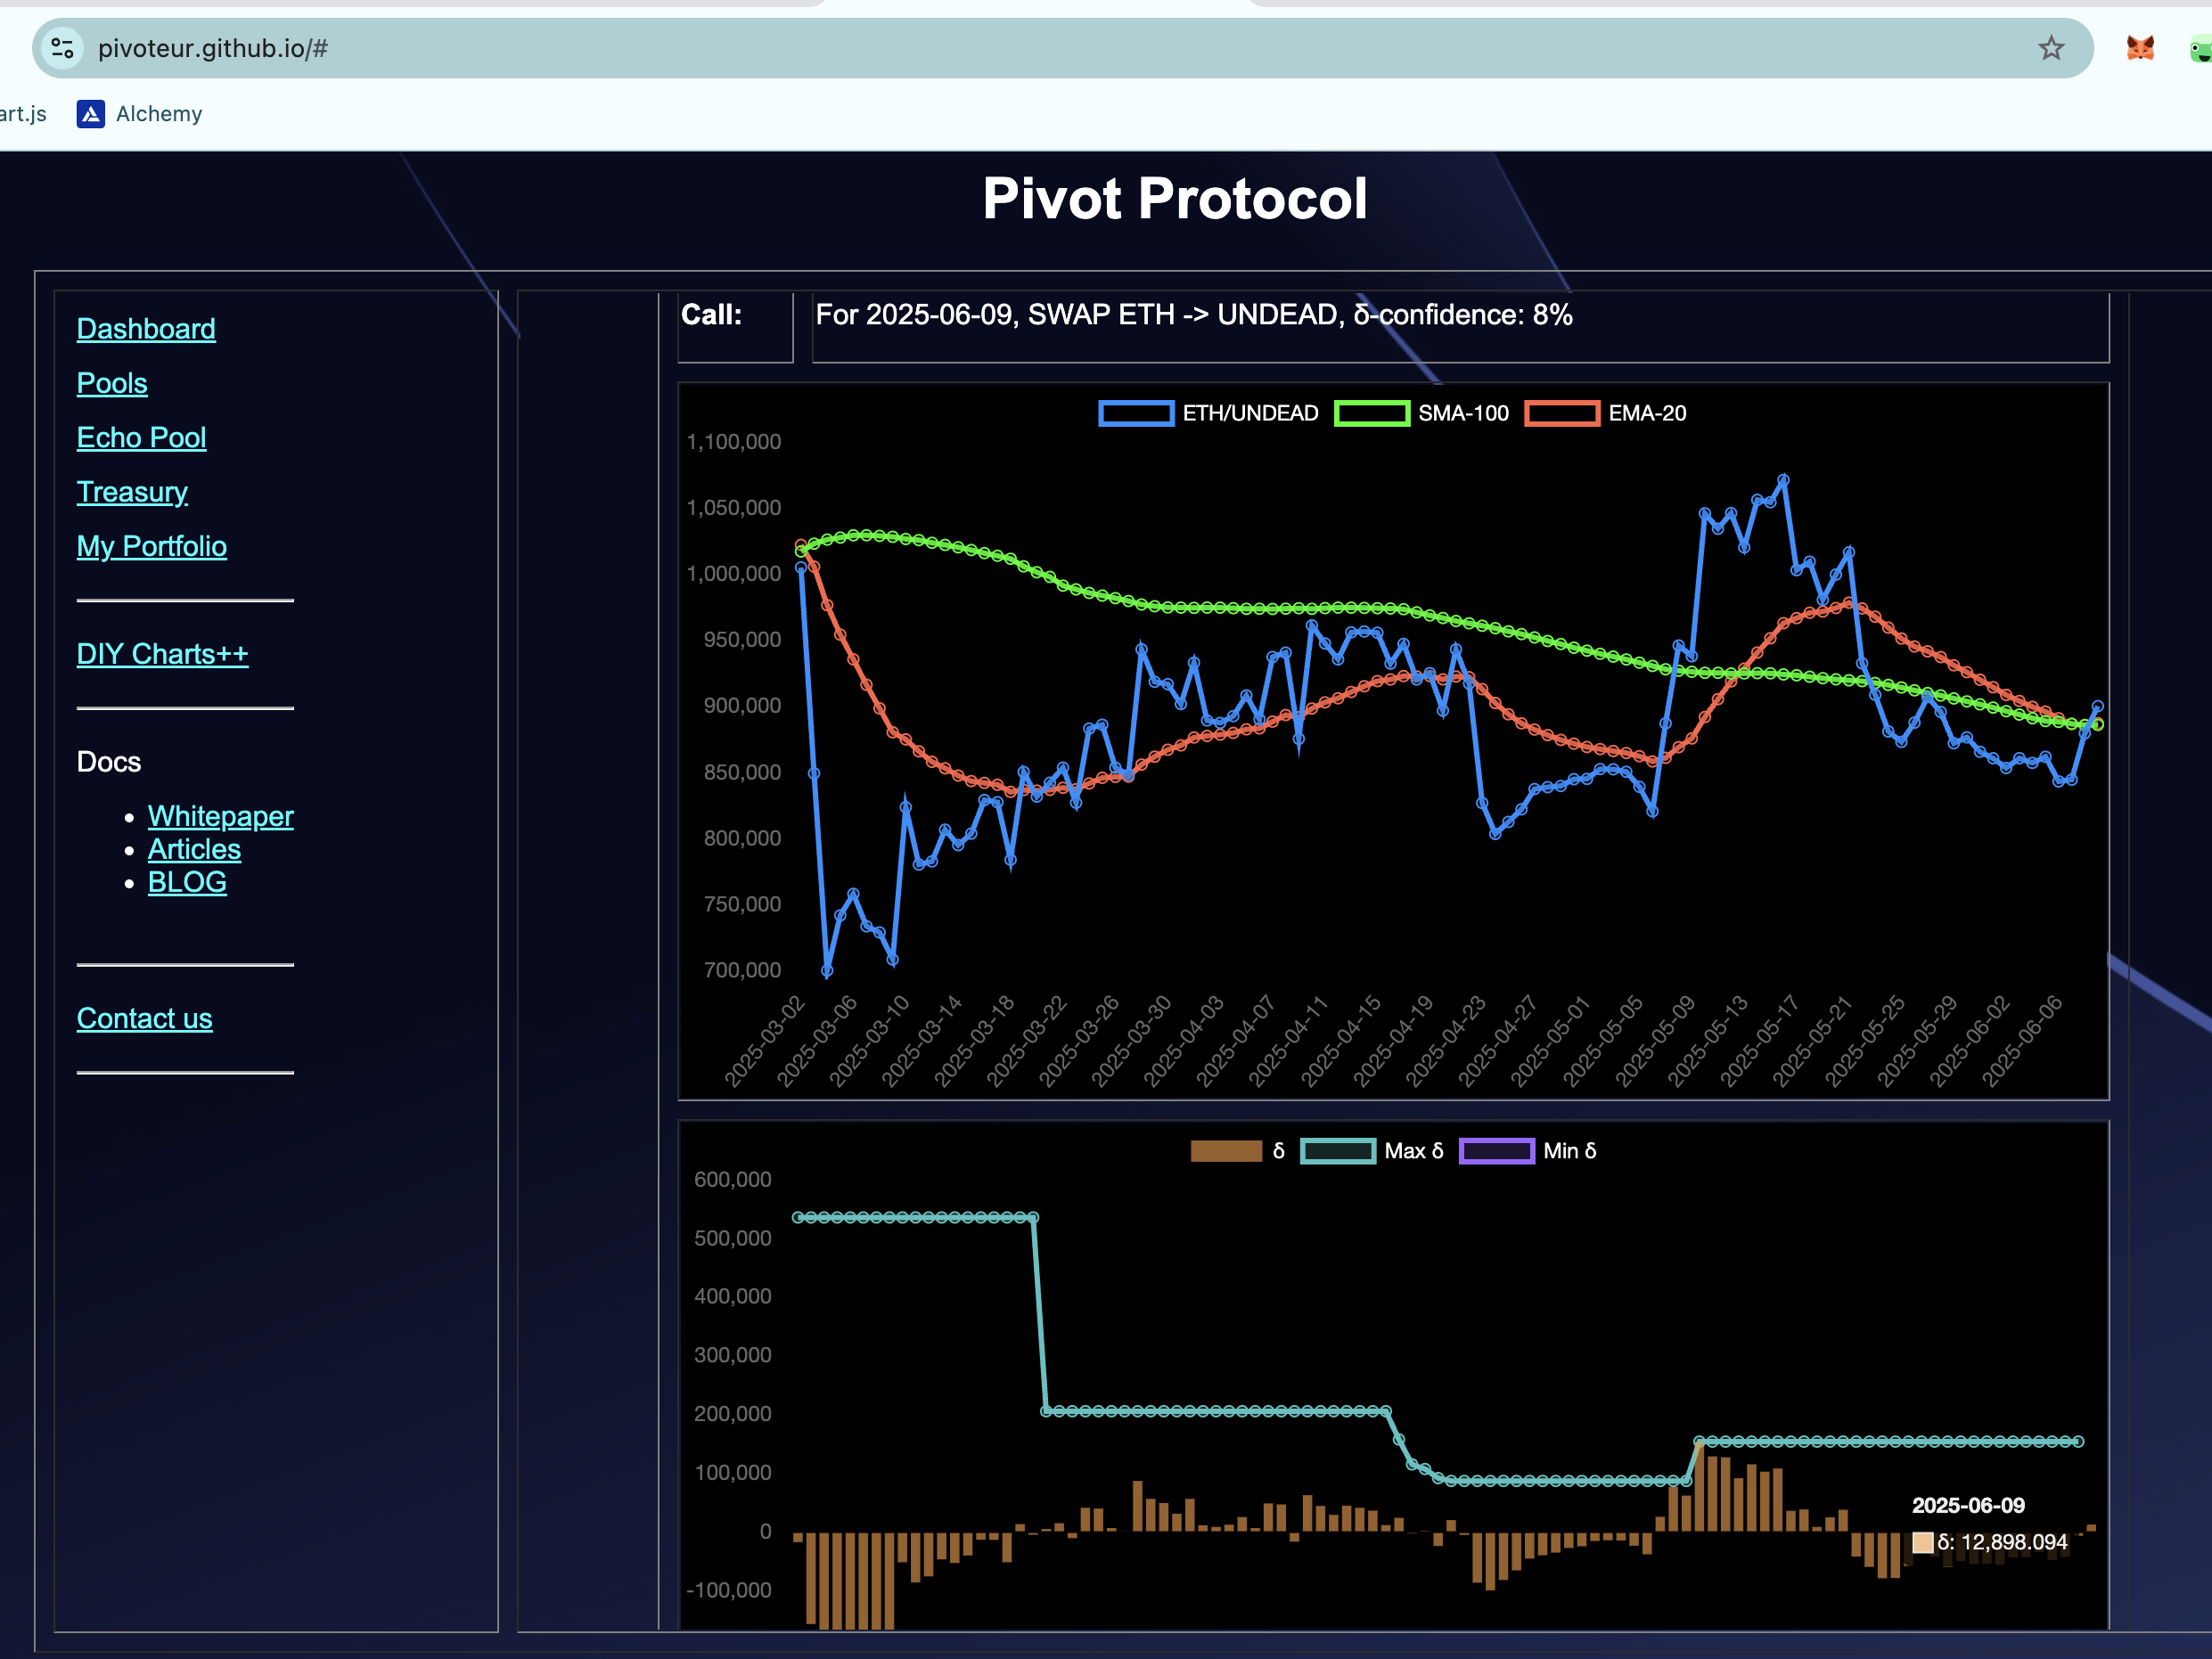 pivoteur.github.io/#
art.js
Alchemy
Pivot Protocol
Dashboard
Pools
Echo Pool
Treasury
My Portfolio
DIY Charts++
Docs
Whitepaper
Articles
BLOG
Contact us
Call:
For 2025-06-09, SWAP ETH -> UNDEAD, δ-confidence: 8%
ETH/UNDEAD SMA-100 EMA-20
1,100,000
1,050,000
1,000,000
950,000
900,000
850,000
800,000
750,000
700,000
2025-03-02
2025-03-06
2025-03-10
2025-03-14
2025-03-18
2025-03-22
2025-03-26
2025-03-30
2025-04-03
2025-04-07
2025-04-11
2025-04-15
2025-04-19
2025-04-23
2025-04-27
2025-05-01
2025-05-05
2025-05-09
2025-05-13
2025-05-17
2025-05-21
2025-05-25
2025-05-29
2025-06-02
2025-06-06
δ Max δ Min δ
600,000
500,000
400,000
300,000
200,000
100,000
0
-100,000
2025-06-09
δ: 12,898.094